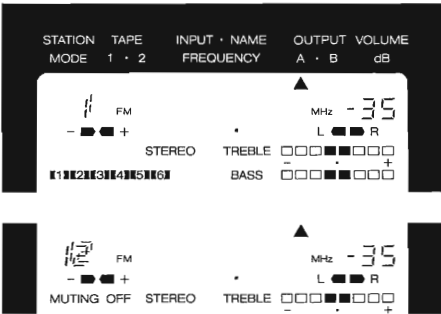 STATION TAPE INPUT · NAME OUTPUT VOLUME
MODE 1 · 2 FREQUENCY A · B dB
1 FM MHz -35
- + L R
STEREO TREBLE
- · +
[1][2][3][4][5][6] BASS
FM MHz -35
- + L R
MUTING OFF STEREO TREBLE
- · +